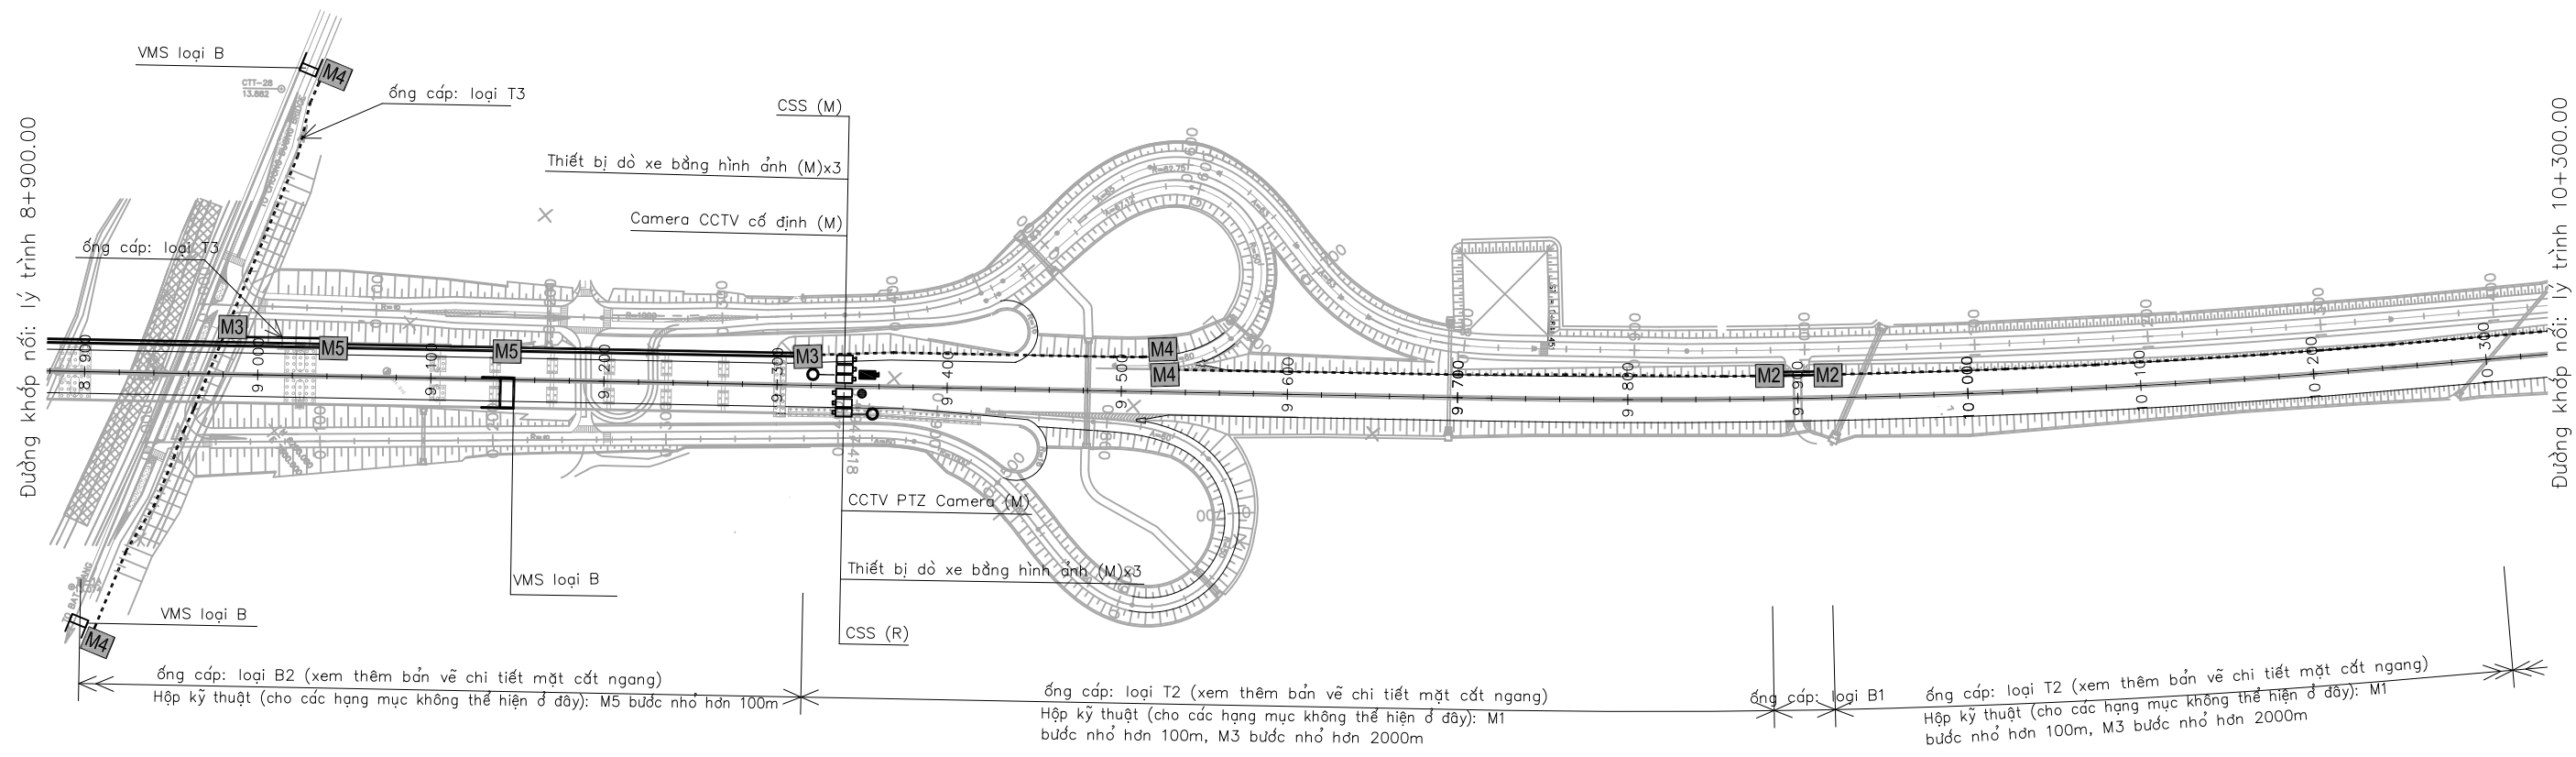 VMS loại B
M4
CTT-28
13.882
ống cáp: loại T3
CSS (M)
Thiết bị dò xe bằng hình ảnh (M)x3
Camera CCTV cố định (M)
ống cáp: loại T3
Đường khớp nối: lý trình 8+900.00
Đường khớp nối: lý trình 10+300.00
M3
M5
M5
M3
M4
M4
M2
M2
8-900
9-000
9-100
9-200
9-300
9-400
9-500
9-600
9-700
9-800
9-900
10-000
10-100
10-200
10-300
CCTV PTZ Camera (M)
Thiết bị dò xe bằng hình ảnh (M)x3
CSS (R)
VMS loại B
VMS loại B
M4
ống cáp: loại B2 (xem thêm bản vẽ chi tiết mặt cắt ngang)
Hộp kỹ thuật (cho các hạng mục không thể hiện ở đây): M5 bước nhỏ hơn 100m
ống cáp: loại T2 (xem thêm bản vẽ chi tiết mặt cắt ngang)
Hộp kỹ thuật (cho các hạng mục không thể hiện ở đây): M1
bước nhỏ hơn 100m, M3 bước nhỏ hơn 2000m
ống cáp: loại B1
ống cáp: loại T2 (xem thêm bản vẽ chi tiết mặt cắt ngang)
Hộp kỹ thuật (cho các hạng mục không thể hiện ở đây): M1
bước nhỏ hơn 100m, M3 bước nhỏ hơn 2000m